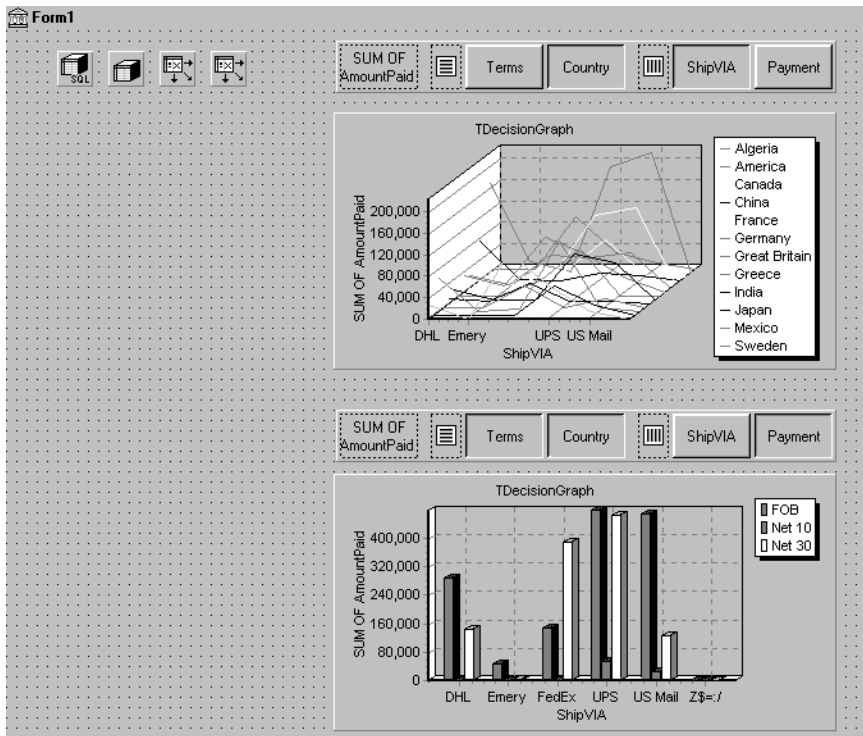 Form1
SQL
SUM OF
AmountPaid
Terms
Country
ShipVIA
Payment
TDecisionGraph
SUM OF AmountPaid
200,000
160,000
120,000
80,000
40,000
0
DHL Emery UPS US Mail
ShipVIA
Algeria
America
Canada
China
France
Germany
Great Britain
Greece
India
Japan
Mexico
Sweden
SUM OF
AmountPaid
Terms
Country
ShipVIA
Payment
TDecisionGraph
SUM OF AmountPaid
400,000
320,000
240,000
160,000
80,000
0
DHL Emery FedEx UPS US Mail Z$=:/
ShipVIA
FOB
Net 10
Net 30